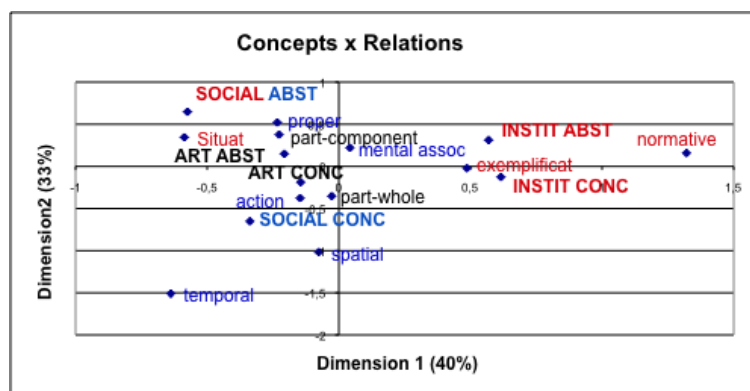 Concepts x Relations
1
SOCIAL ABST
proper
INSTIT ABST
normative
Situat
part-component
ART ABST
mental assoc
exemplificat
ART CONC
INSTIT CONC
-1
-0,5
0
0,5
1
1,5
action
part-whole
SOCIAL CONC
spatial
-1
temporal
-1,5
-2
Dimension2 (33%)
Dimension 1 (40%)